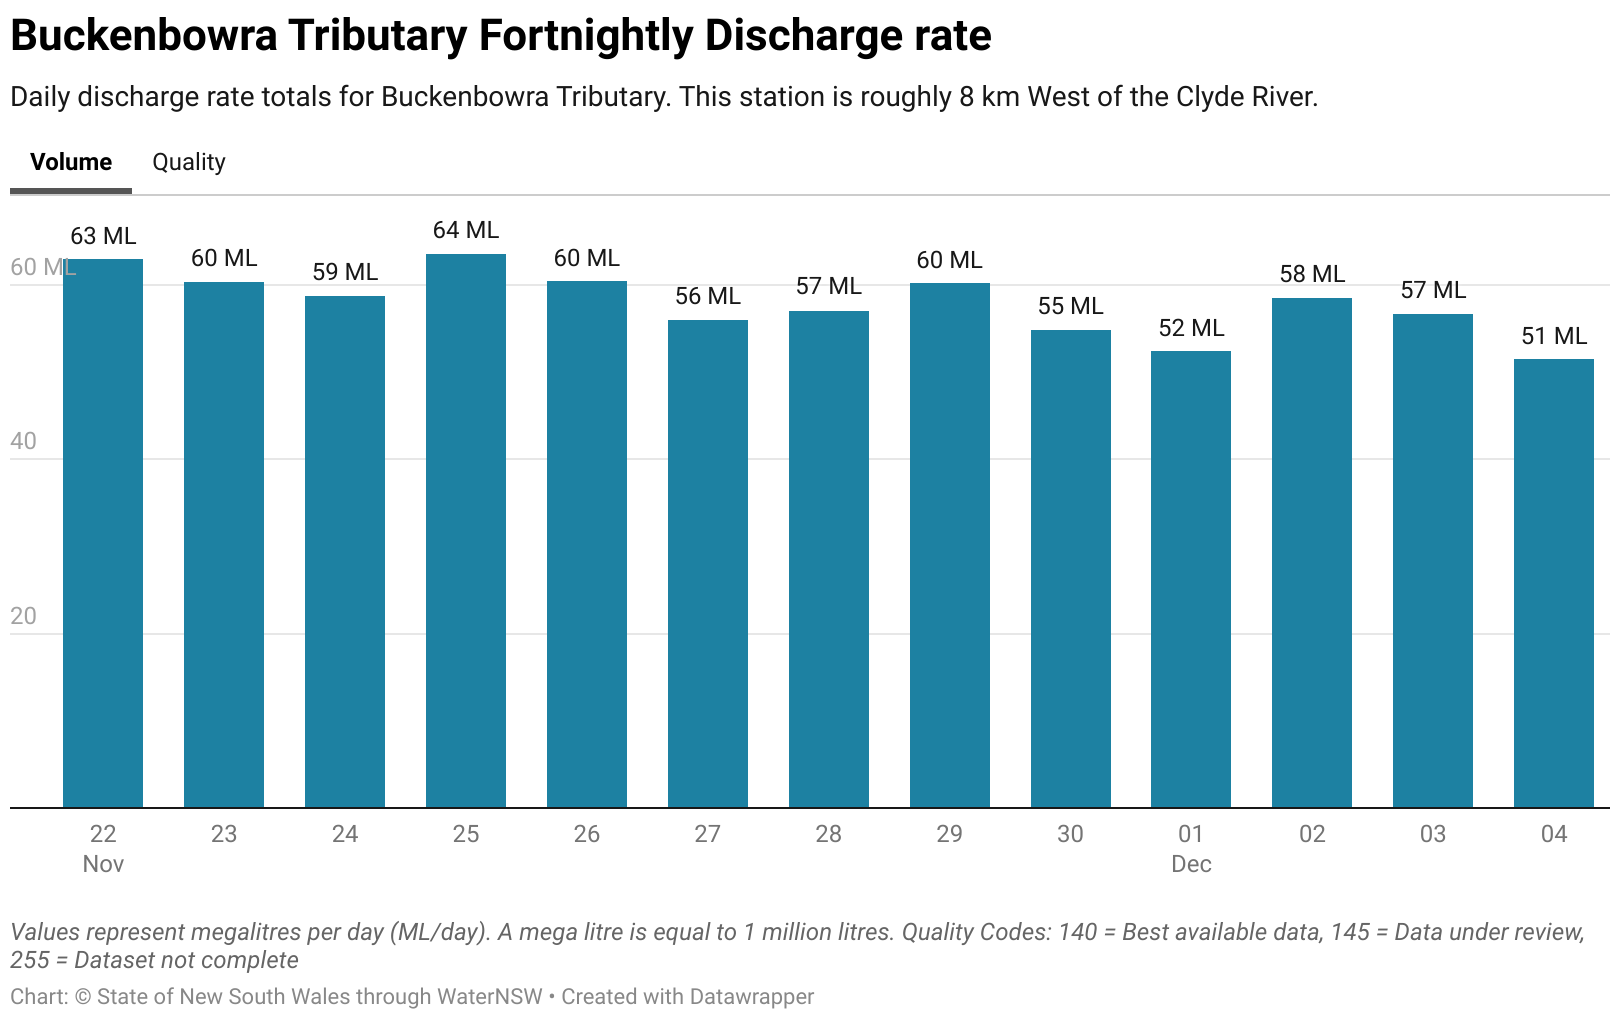 Buckenbowra Tributary Fortnightly Discharge rate
Daily discharge rate totals for Buckenbowra Tributary. This station is roughly 8 km West of the Clyde River.
Volume Quality
60 ML
40
20
63 ML 60 ML 59 ML 64 ML 60 ML 56 ML 57 ML 60 ML 55 ML 52 ML 58 ML 57 ML 51 ML
22 23 24 25 26 27 28 29 30 01 02 03 04
Nov Dec
Values represent megalitres per day (ML/day). A mega litre is equal to 1 million litres. Quality Codes: 140 = Best available data, 145 = Data under review,
255 = Dataset not complete
Chart: © State of New South Wales through WaterNSW • Created with Datawrapper